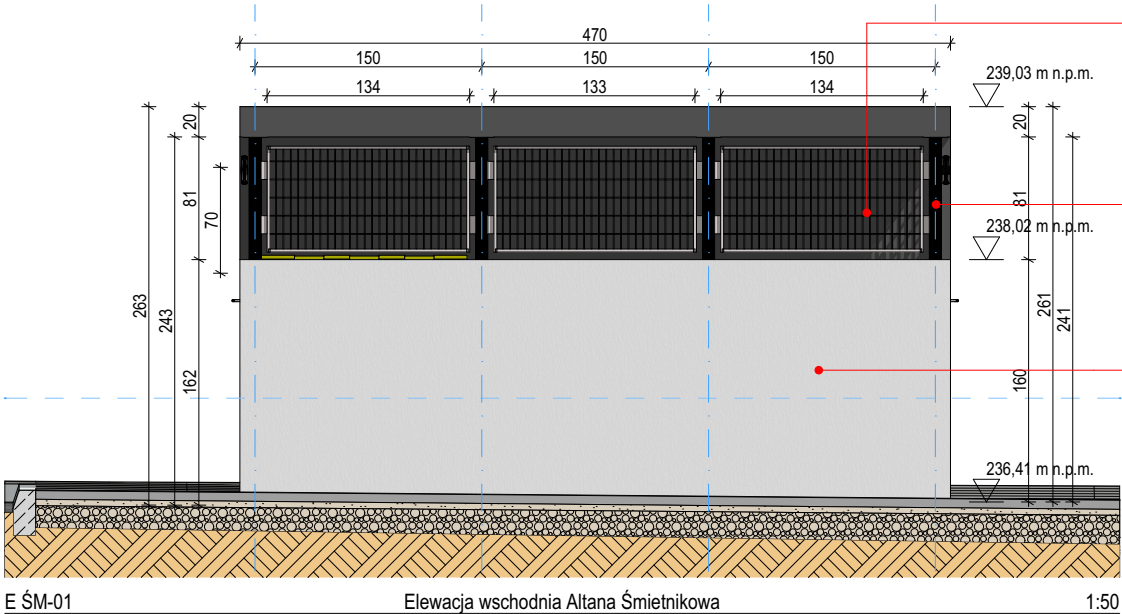 470
150 150 150
134 133 134
239,03 m n.p.m.
20 20
81 81
70
238,02 m n.p.m.
263 243 162
160 261 241
236,41 m n.p.m.
E ŚM-01 Elewacja wschodnia Altana Śmietnikowa 1:50